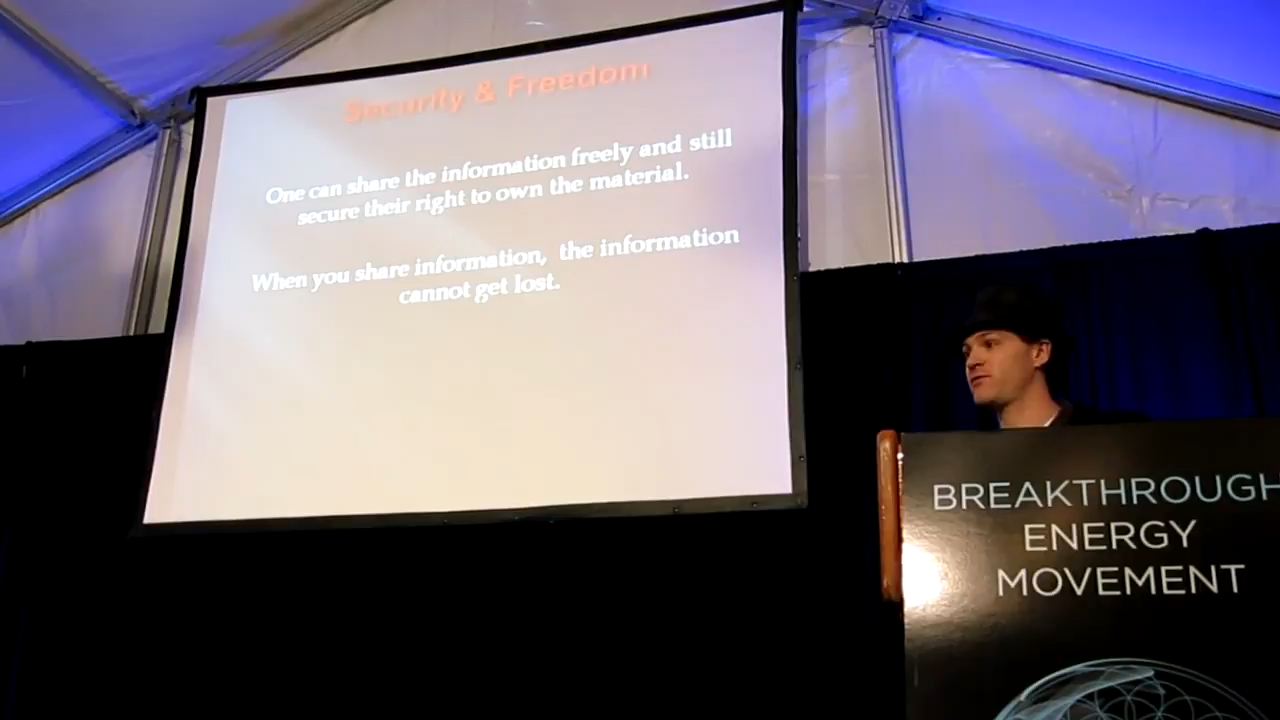 Security & Freedom
One can share the information freely and still
secure their right to own the material.
When you share information, the information
cannot get lost.
BREAKTHROUGH
ENERGY
MOVEMENT